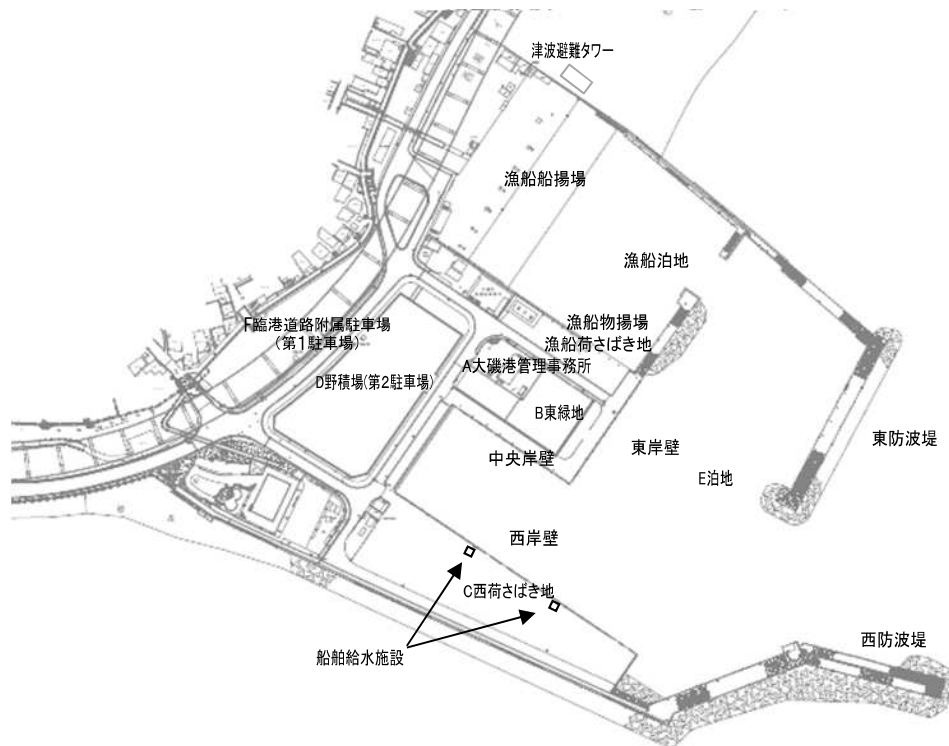 津波避難タワー
漁船船揚場
漁船泊地
漁船物揚場
漁船荷さばき地
F臨港道路附属駐車場
(第1駐車場)
A大磯港管理事務所
D野積場(第2駐車場)
B東緑地
中央岸壁
東岸壁
東防波堤
E泊地
西岸壁
C西荷さばき地
船舶給水施設
西防波堤